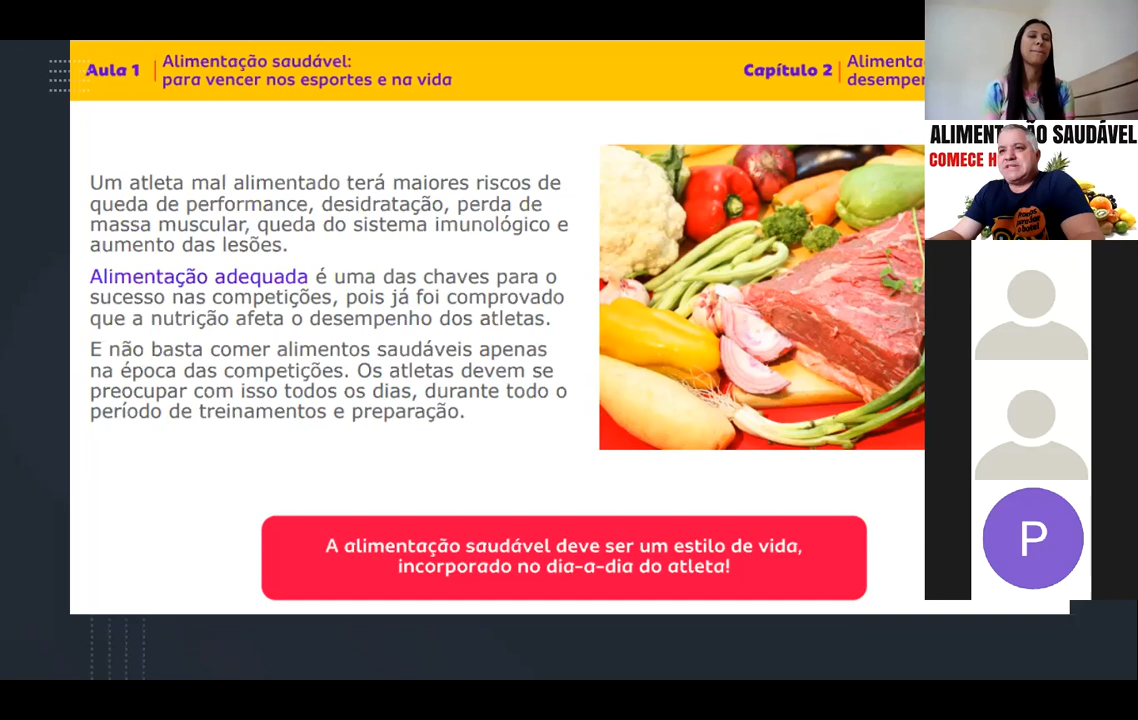 Aula 1
Alimentação saudável:
para vencer nos esportes e na vida
Capítulo 2
Um atleta mal alimentado terá maiores riscos de
queda de performance, desidratação, perda de
massa muscular, queda do sistema imunológico e
aumento das lesões.
Alimentação adequada é uma das chaves para o
sucesso nas competições, pois já foi comprovado
que a nutrição afeta o desempenho dos atletas.
E não basta comer alimentos saudáveis apenas
na época das competições. Os atletas devem se
preocupar com isso todos os dias, durante todo o
período de treinamentos e preparação.
A alimentação saudável deve ser um estilo de vida,
incorporado no dia-a-dia do atleta!
SAUDÁVEL
COMECE
P